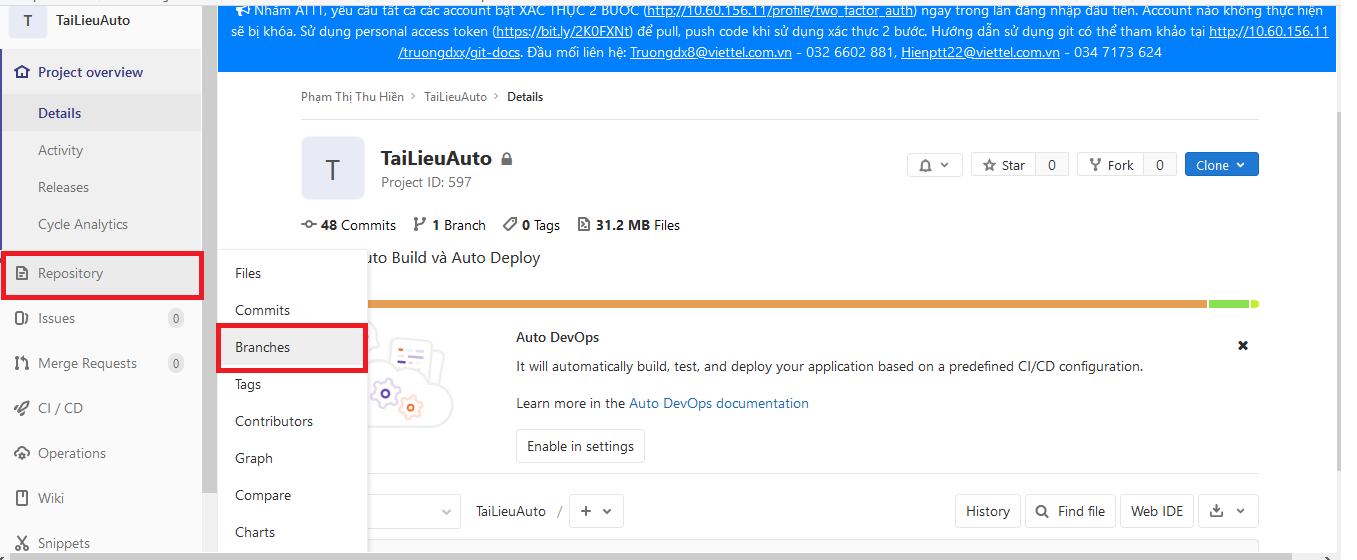 TaiLieuAuto
Nhằm ATTT, yêu cầu tất cả các account bật XÁC THỰC 2 BƯỚC (http://10.60.156.11/profile/two_factor_auth) ngay trong lần đăng nhập đầu tiên. Account nào không thực hiện
sẽ bị khóa. Sử dụng personal access token (https://bit.ly/2K0FXNt) để pull, push code khi sử dụng xác thực 2 bước. Hướng dẫn sử dụng git có thể tham khảo tại http://10.60.156.11
/truongdxx/git-docs. Đầu mối liên hệ: Truongdx8@viettel.com.vn - 032 6602 881, Hienptt22@viettel.com.vn - 034 7173 624
T
Project overview
Details
Activity
Releases
Cycle Analytics
Repository
Issues 0
Merge Requests 0
CI / CD
Operations
Wiki
Snippets
Files
Commits
Branches
Tags
Contributors
Graph
Compare
Charts
Phạm Thị Thu Hiền > TaiLieuAuto > Details
T
TaiLieuAuto
Project ID: 597
Star 0
Fork 0
Clone
48 Commits 1 Branch 0 Tags 31.2 MB Files
uto Build và Auto Deploy
Auto DevOps
It will automatically build, test, and deploy your application based on a predefined CI/CD configuration.
Learn more in the Auto DevOps documentation
Enable in settings
TaiLieuAuto / +
History
Find file
Web IDE